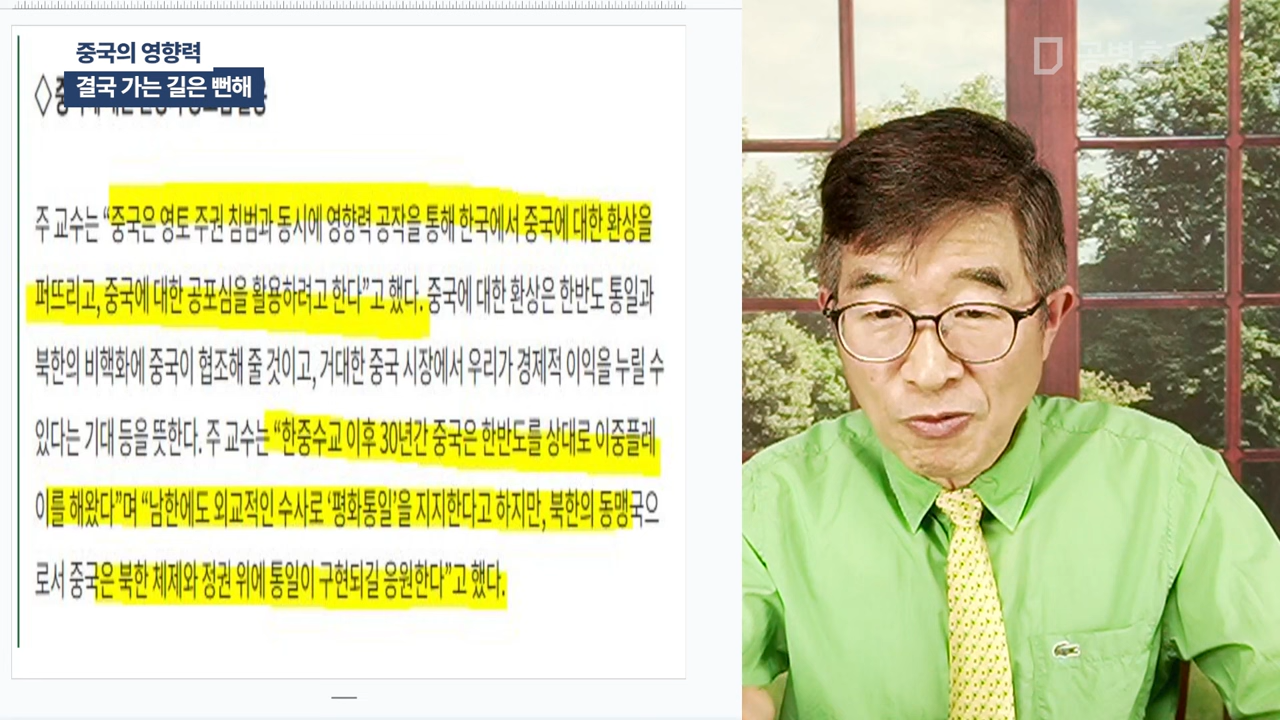 중국의 영향력
결국 가는 길은 뻔해
공병호TV
주 교수는 “중국은 영토 주권 침범과 동시에 영향력 공작을 통해 한국에서 중국에 대한 환상을
퍼뜨리고, 중국에 대한 공포심을 활용하려고 한다”고 했다. 중국에 대한 환상은 한반도 통일과
북한의 비핵화에 중국이 협조해 줄 것이고, 거대한 중국 시장에서 우리가 경제적 이익을 누릴 수
있다는 기대 등을 뜻한다. 주 교수는 “한중수교 이후 30년간 중국은 한반도를 상대로 이중플레
이를 해왔다”며 “남한에도 외교적인 수사로 ‘평화통일’을 지지한다고 하지만, 북한의 동맹국으
로서 중국은 북한 체제와 정권 위에 통일이 구현되길 응원한다”고 했다.